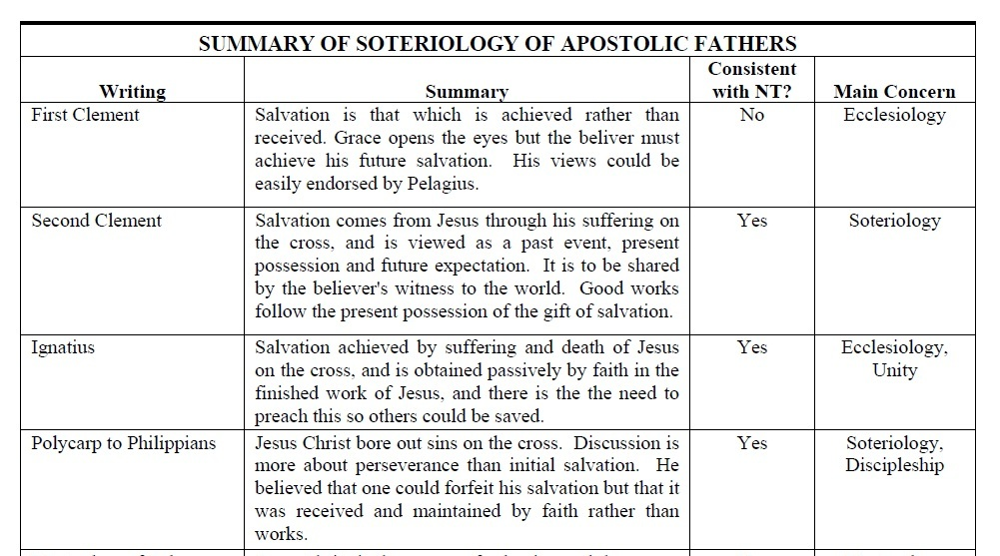 SUMMARY OF SOTERIOLOGY OF APOSTOLIC FATHERS
Writing
Summary
Consistent
with NT?
Main Concern
First Clement
Salvation is that which is achieved rather than
received. Grace opens the eyes but the beliver must
achieve his future salvation. His views could be
easily endorsed by Pelagius.
No
Ecclesiology
Second Clement
Salvation comes from Jesus through his suffering on
the cross, and is viewed as a past event, present
possession and future expectation. It is to be shared
by the believer's witness to the world. Good works
follow the present possession of the gift of salvation.
Yes
Soteriology
Ignatius
Salvation achieved by suffering and death of Jesus
on the cross, and is obtained passively by faith in the
finished work of Jesus, and there is the the need to
preach this so others could be saved.
Yes
Ecclesiology,
Unity
Polycarp to Philippians
Jesus Christ bore out sins on the cross. Discussion is
more about perseverance than initial salvation. He
believed that one could forfeit his salvation but that it
was received and maintained by faith rather than
works.
Yes
Soteriology,
Discipleship